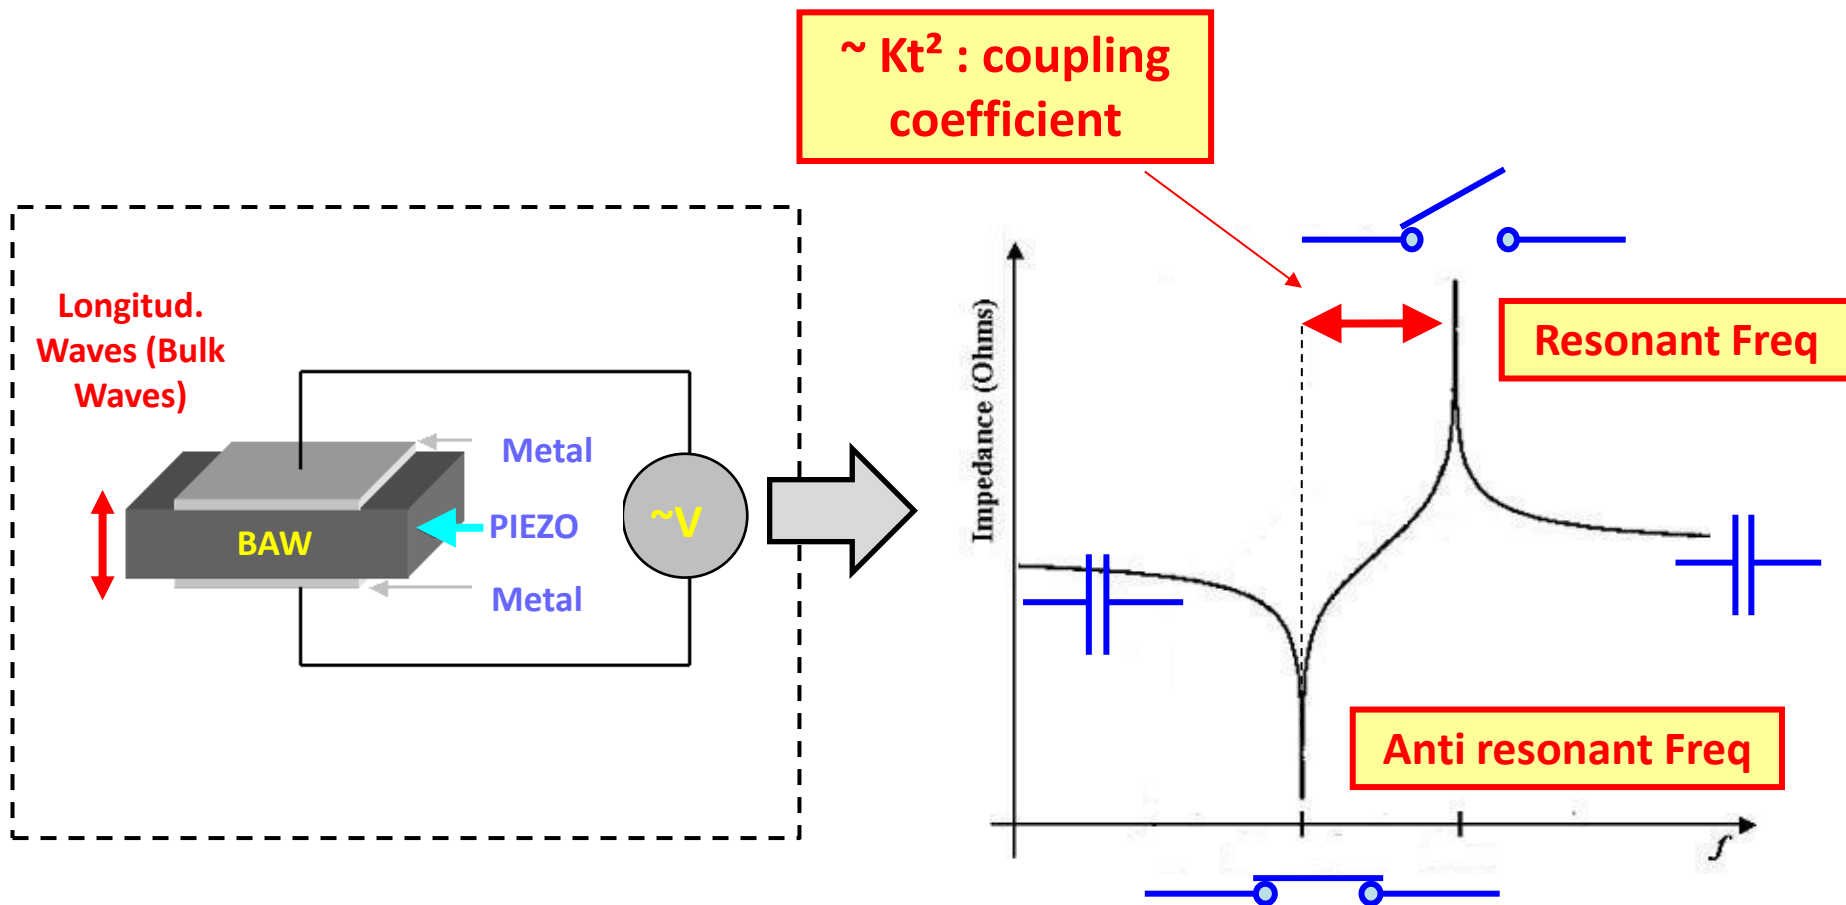 ~ Kt² : coupling
coefficient
Longitud.
Waves (Bulk
Waves)
Metal
PIEZO
BAW
Metal
~V
Impedance (Ohms)
Resonant Freq
Anti resonant Freq
f